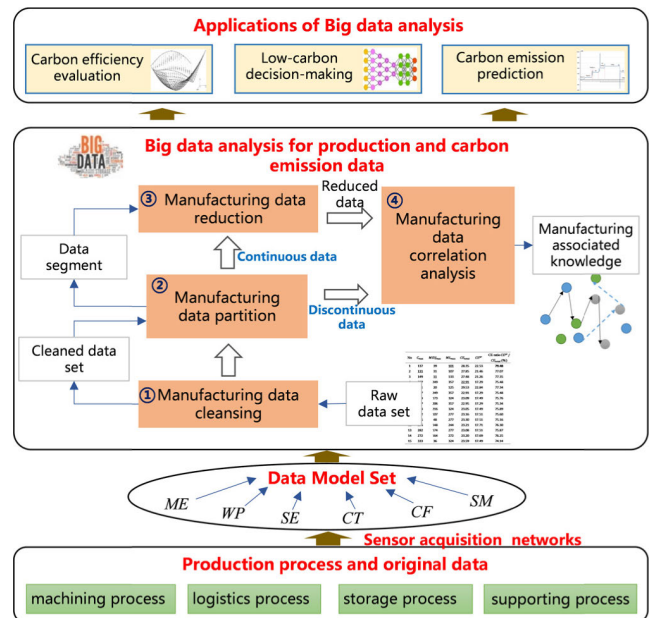 Applications of Big data analysis
Carbon efficiency
evaluation
Low-carbon
decision-making
Carbon emission
prediction
BIG
DATA
Big data analysis for production and carbon
emission data
③ Manufacturing data
reduction
Reduced
data
④
Manufacturing
data
correlation
analysis
Manufacturing
associated
knowledge
Data
segment
Continuous data
② Manufacturing
data partition
Discontinuous
data
Cleaned data
set
① Manufacturing data
cleansing
Raw
data set
Data Model Set
ME
WP
SE
CT
CF
SM
Sensor acquisition networks
Production process and original data
machining process
logistics process
storage process
supporting process